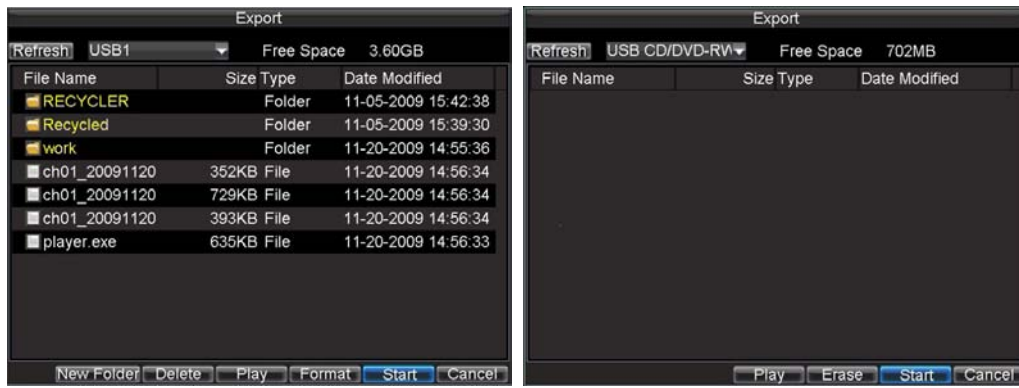 Export
Refresh USB1 Free Space 3.60GB
File Name Size Type Date Modified
RECYCLER Folder 11-05-2009 15:42:38
Recycled Folder 11-05-2009 15:39:30
work Folder 11-20-2009 14:55:36
ch01_20091120 352KB File 11-20-2009 14:56:34
ch01_20091120 729KB File 11-20-2009 14:56:34
ch01_20091120 393KB File 11-20-2009 14:56:34
player.exe 635KB File 11-20-2009 14:56:33
New Folder Delete Play Format Start Cancel
Export
Refresh USB CD/DVD-RW Free Space 702MB
File Name Size Type Date Modified
Play Erase Start Cancel